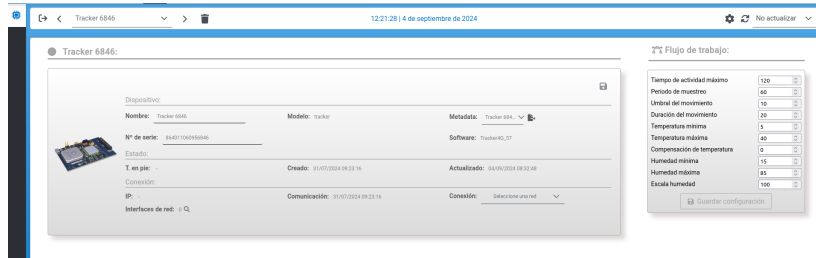 Tracker 6846
12:21:28 | 4 de septiembre de 2024
No actualizar
Tracker 6846:
Flujo de trabajo:
Dispositivo:
Nombre: Tracker 6846
Modelo: tracker
Metadata: Tracker 684...
Nº de serie: 864011060956846
Software: Tracker4G_S7
Estado:
T. en pie: -
Creado: 31/07/2024 09:23:16
Actualizado: 04/09/2024 08:32:48
Conexión:
IP: -
Comunicación: 31/07/2024 09:23:16
Conexión: Seleccione una red
Interfaces de red: 0
Tiempo de actividad máximo 120
Periodo de muestreo 60
Umbral del movimiento 10
Duración del movimiento 20
Temperatura mínima 5
Temperatura máxima 40
Compensación de temperatura 0
Humedad mínima 15
Humedad máxima 85
Escala humedad 100
Guardar configuración